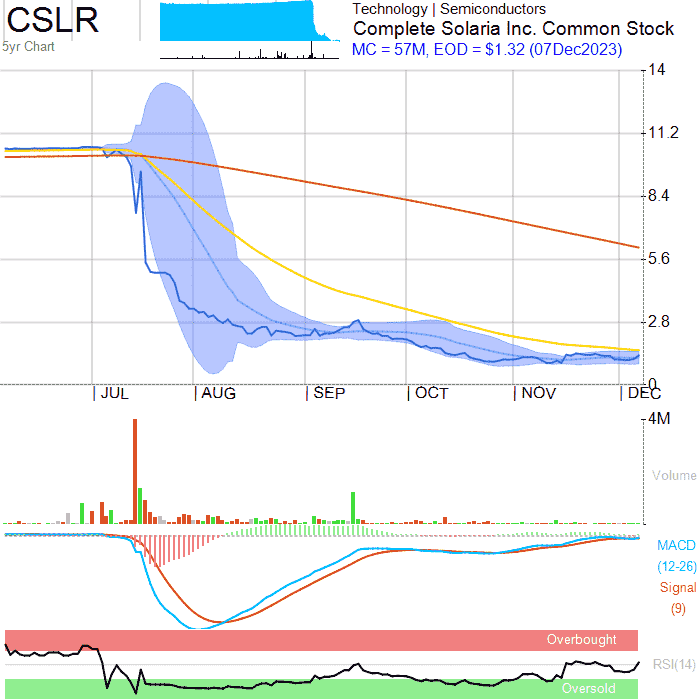 CSLR
5yr Chart
Technology | Semiconductors
Complete Solaria Inc. Common Stock
MC = 57M, EOD = $1.32 (07Dec2023)
14
11.2
8.4
5.6
2.8
0
JUL AUG SEP OCT NOV DEC
4M
Volume
MACD
(12-26)
Signal
(9)
Overbought
RSI(14)
Oversold